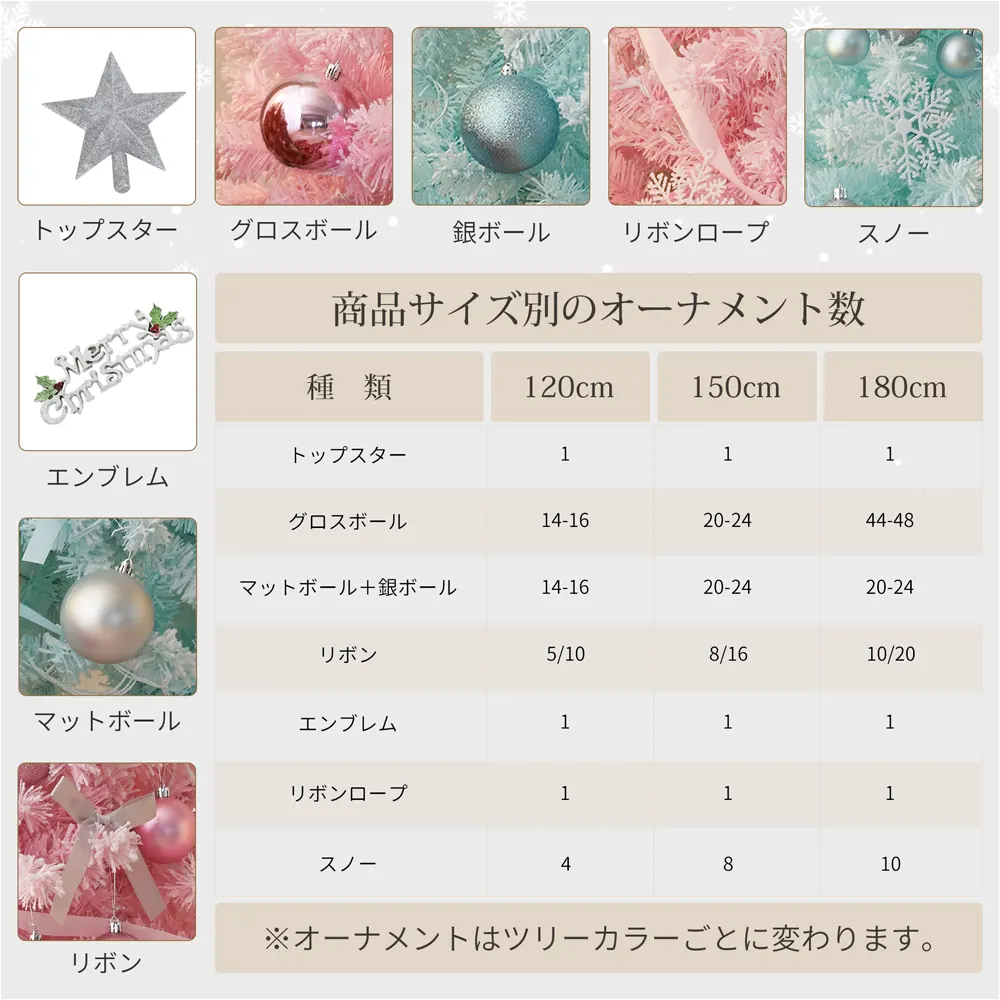 トップスター
グロスボール
銀ボール
リボンロープ
スノー
Merry
Christmas
エンブレム
マットボール
リボン
商品サイズ別のオーナメント数
種 類 120cm 150cm 180cm
トップスター 1 1 1
グロスボール 14-16 20-24 44-48
マットボール＋銀ボール 14-16 20-24 20-24
リボン 5/10 8/16 10/20
エンブレム 1 1 1
リボンロープ 1 1 1
スノー 4 8 10
※オーナメントはツリーカラーごとに変わります。